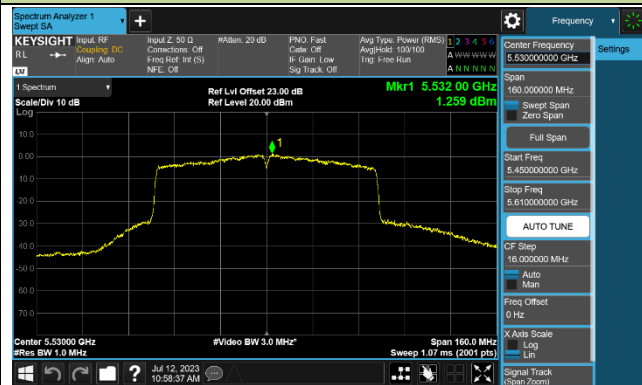 Spectrum Analyzer 1
Swept SA
+
Frequency
KEYSIGHT
RL
LXI
Input: RF
Coupling: DC
Align: Auto
Input Z: 50 Ω
Corrections: Off
Freq Ref: Int (S)
NFE: Off
#Atten: 20 dB
PNO: Fast
Gate: Off
IF Gain: Low
Sig Track: Off
Avg Type: Power (RMS)
Avg|Hold: 100/100
Trig: Free Run
1 2 3 4 5 6
A W W W W W
A N N N N N
1 Spectrum
Scale/Div 10 dB
Log
Ref Lvl Offset 23.00 dB
Ref Level 20.00 dBm
Mkr1 5.532 00 GHz
1.259 dBm
10.0
0.00
1
10.0
20.0
30.0
40.0
-50.0
60.0
70.0
Center 5.53000 GHz
#Res BW 1.0 MHz
#Video BW 3.0 MHz*
Span 160.0 MHz
Sweep 1.07 ms (2001 pts)
Center Frequency
5.530000000 GHz
Span
160.000000 MHz
Swept Span
Zero Span
Full Span
Start Freq
5.450000000 GHz
Stop Freq
5.610000000 GHz
AUTO TUNE
CF Step
16.000000 MHz
Auto
Man
Freq Offset
0 Hz
X Axis Scale
Log
Lin
Signal Track
(Span Zoom)
Settings
?
Jul 12, 2023
10:58:37 AM